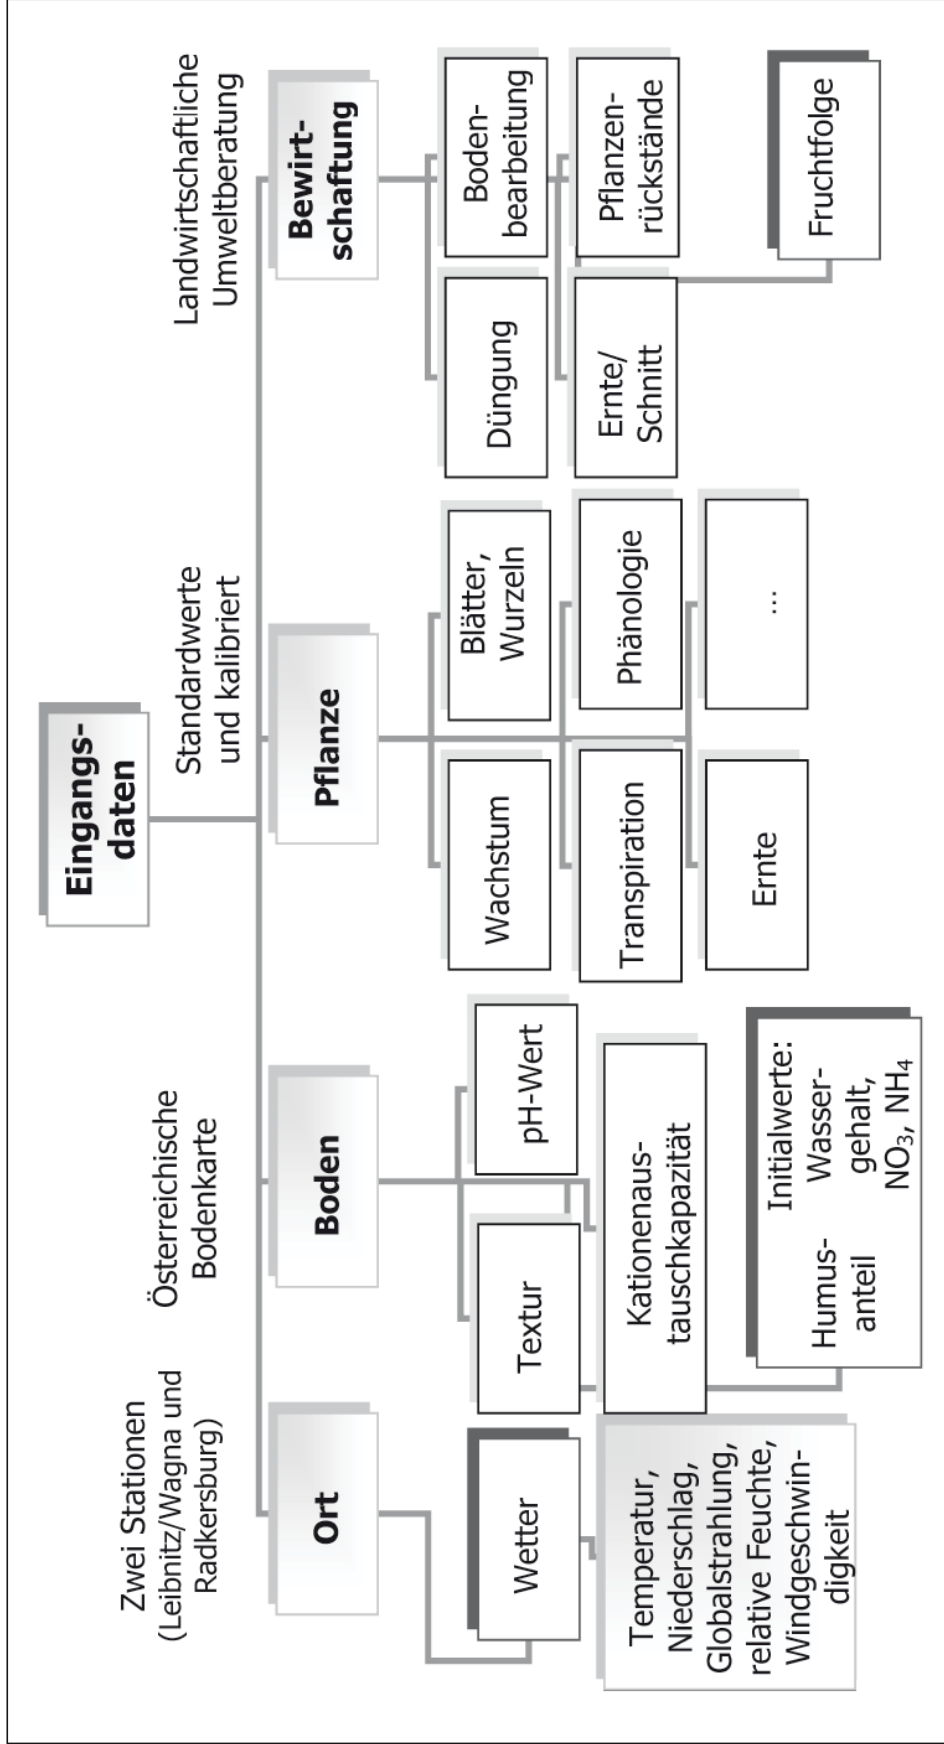 Eingangs-
daten
Zwei Stationen
(Leibnitz/Wagna und
Radkersburg)
Ort
Wetter
Temperatur,
Niederschlag,
Globalstrahlung,
relative Feuchte,
Windgeschwin-
digkeit
Österreichische
Bodenkarte
Boden
Textur
pH-Wert
Kationenaus-
tauschkapazität
Humus-
anteil
Initialwerte:
Wasser-
gehalt,
NO₃, NH₄
Standardwerte
und kalibriert
Pflanze
Wachstum
Blätter,
Wurzeln
Transpiration
Phänologie
Ernte
...
Landwirtschaftliche
Umweltberatung
Bewirt-
schaftung
Düngung
Boden-
bearbeitung
Ernte/
Schnitt
Pflanzen-
rückstände
Fruchtfolge